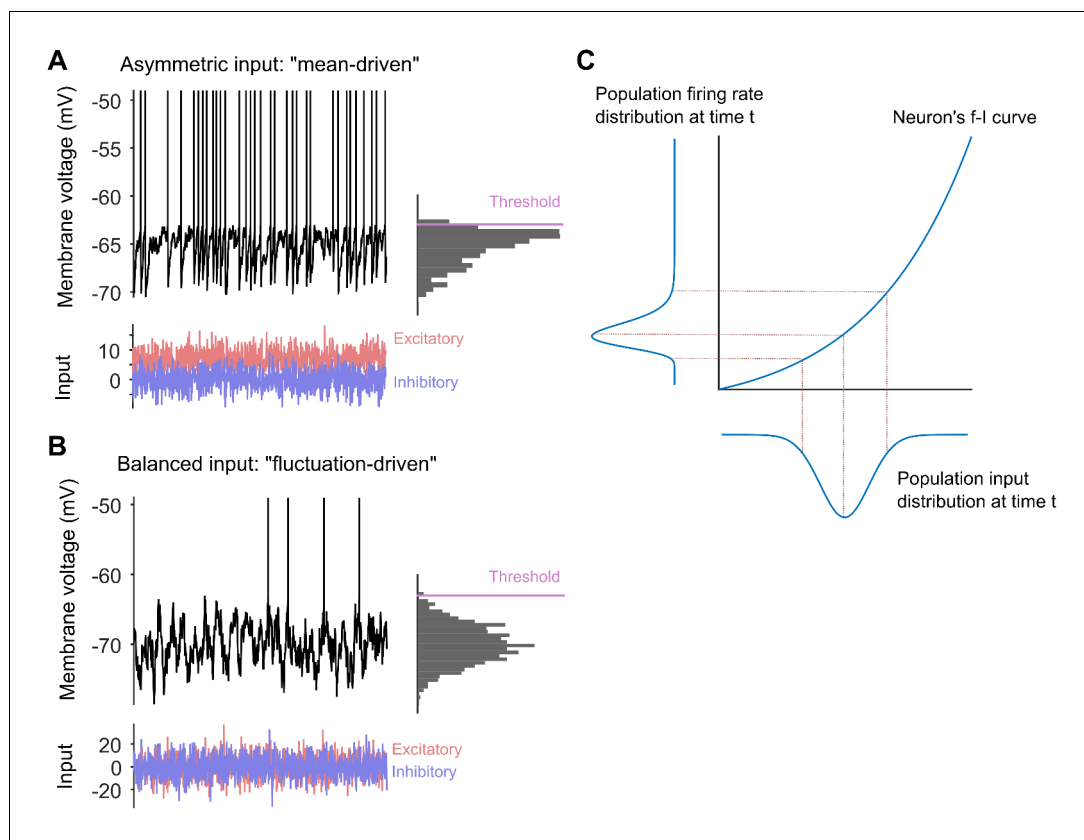 A
Asymmetric input: "mean-driven"
Membrane voltage (mV)
-50
-55
-60
-65
-70
Threshold
Input
10
0
Excitatory
Inhibitory
B
Balanced input: "fluctuation-driven"
Membrane voltage (mV)
-50
-60
-70
Threshold
Input
20
0
-20
Excitatory
Inhibitory
C
Population firing rate
distribution at time t
Neuron's f-I curve
Population input
distribution at time t